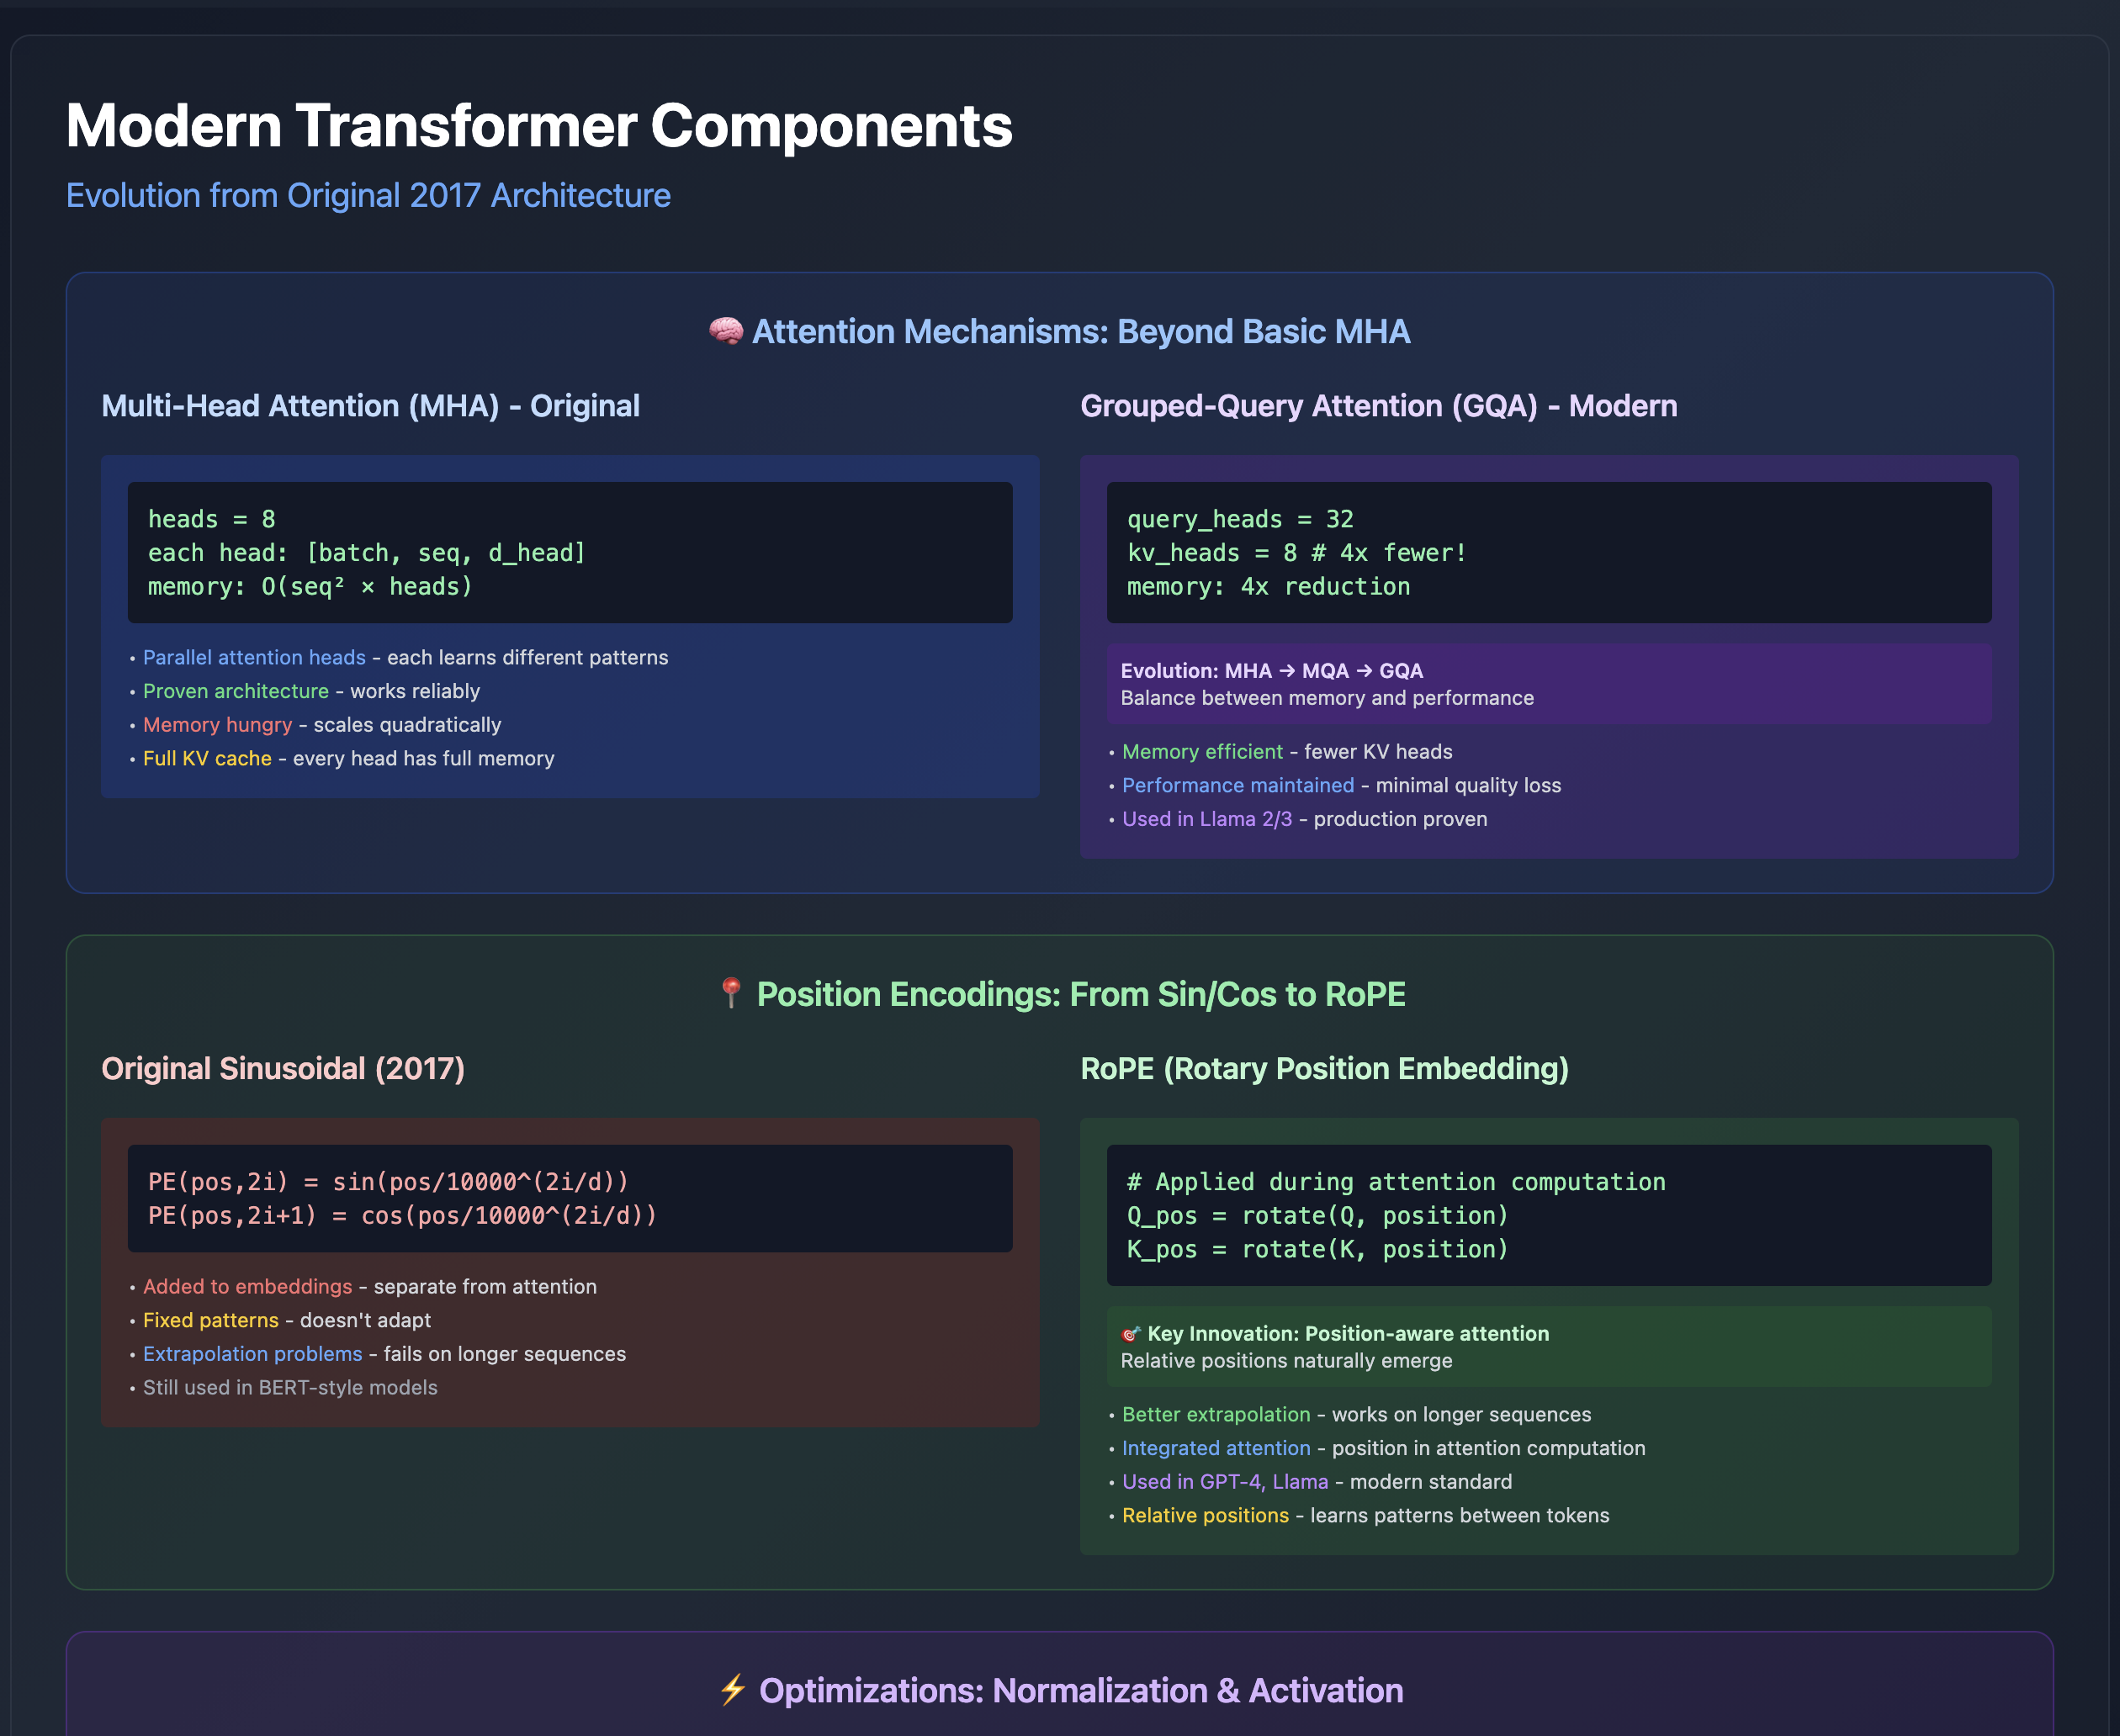 Modern Transformer Components
Evolution from Original 2017 Architecture
🧠 Attention Mechanisms: Beyond Basic MHA
Multi-Head Attention (MHA) - Original
heads = 8
each head: [batch, seq, d_head]
memory: O(seq² × heads)
• Parallel attention heads - each learns different patterns
• Proven architecture - works reliably
• Memory hungry - scales quadratically
• Full KV cache - every head has full memory
Grouped-Query Attention (GQA) - Modern
query_heads = 32
kv_heads = 8 # 4x fewer!
memory: 4x reduction
Evolution: MHA → MQA → GQA
Balance between memory and performance
• Memory efficient - fewer KV heads
• Performance maintained - minimal quality loss
• Used in Llama 2/3 - production proven
📍 Position Encodings: From Sin/Cos to RoPE
Original Sinusoidal (2017)
PE(pos,2i) = sin(pos/10000^(2i/d))
PE(pos,2i+1) = cos(pos/10000^(2i/d))
• Added to embeddings - separate from attention
• Fixed patterns - doesn't adapt
• Extrapolation problems - fails on longer sequences
• Still used in BERT-style models
RoPE (Rotary Position Embedding)
# Applied during attention computation
Q_pos = rotate(Q, position)
K_pos = rotate(K, position)
🎯 Key Innovation: Position-aware attention
Relative positions naturally emerge
• Better extrapolation - works on longer sequences
• Integrated attention - position in attention computation
• Used in GPT-4, Llama - modern standard
• Relative positions - learns patterns between tokens
⚡ Optimizations: Normalization & Activation